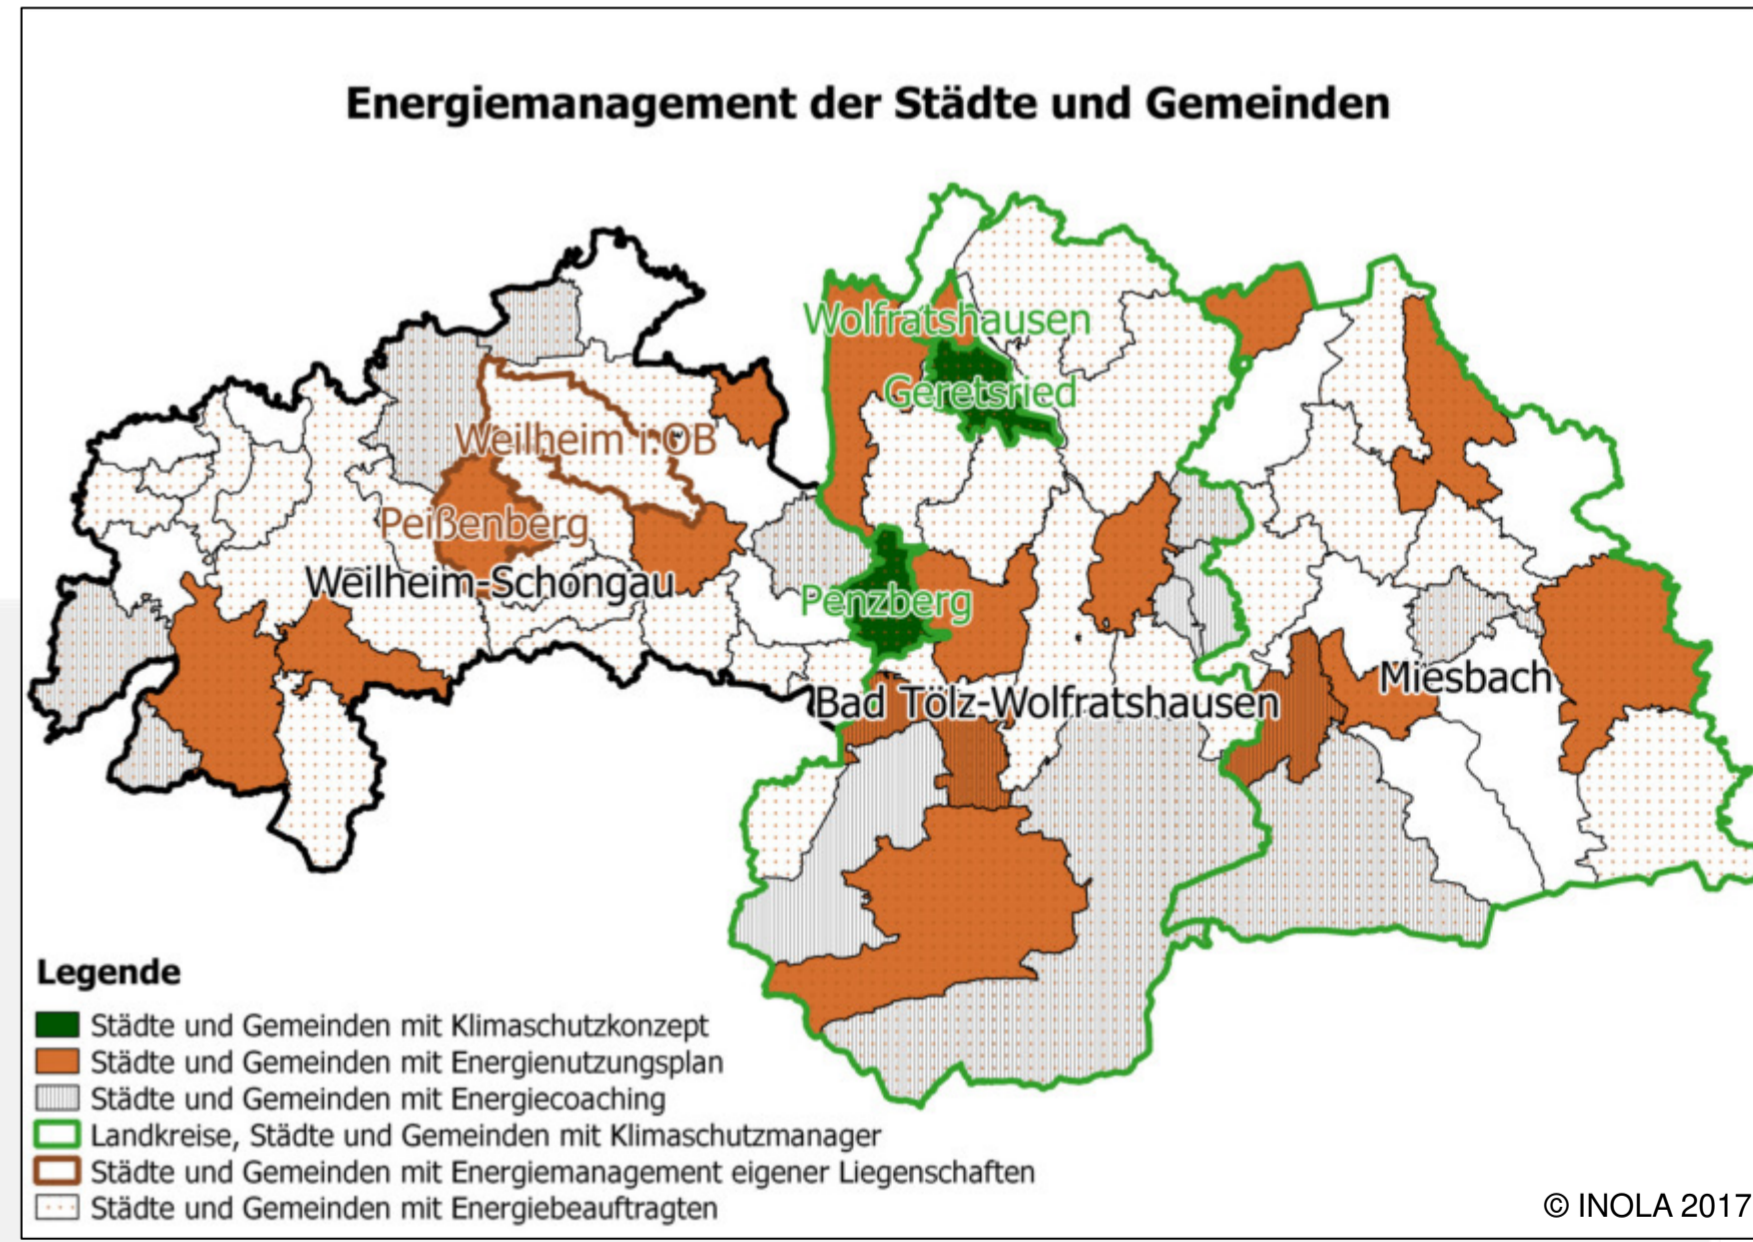 Energiemanagement der Städte und Gemeinden
Wolfratshausen
Geretsried
Weilheim i.OB
Peißenberg
Weilheim-Schongau
Penzberg
Miesbach
Bad Tölz-Wolfratshausen
Legende
Städte und Gemeinden mit Klimaschutzkonzept
Städte und Gemeinden mit Energienutzungsplan
Städte und Gemeinden mit Energiecoaching
Landkreise, Städte und Gemeinden mit Klimaschutzmanager
Städte und Gemeinden mit Energiemanagement eigener Liegenschaften
Städte und Gemeinden mit Energiebeauftragten
© INOLA 2017